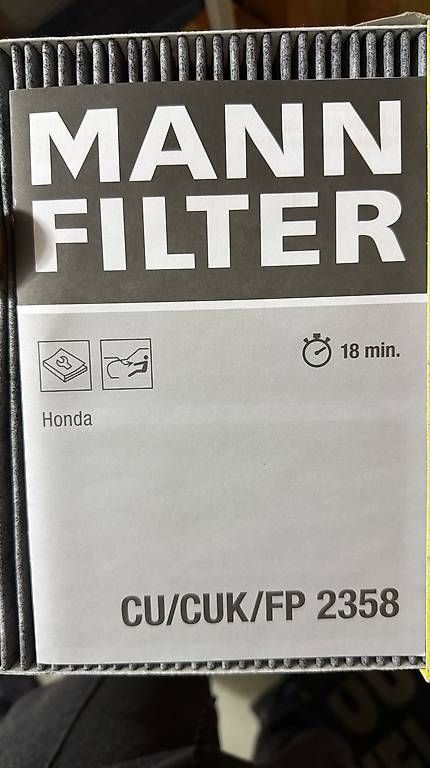 MANN
FILTER
18 min.
Honda
CU/CUK/FP 2358